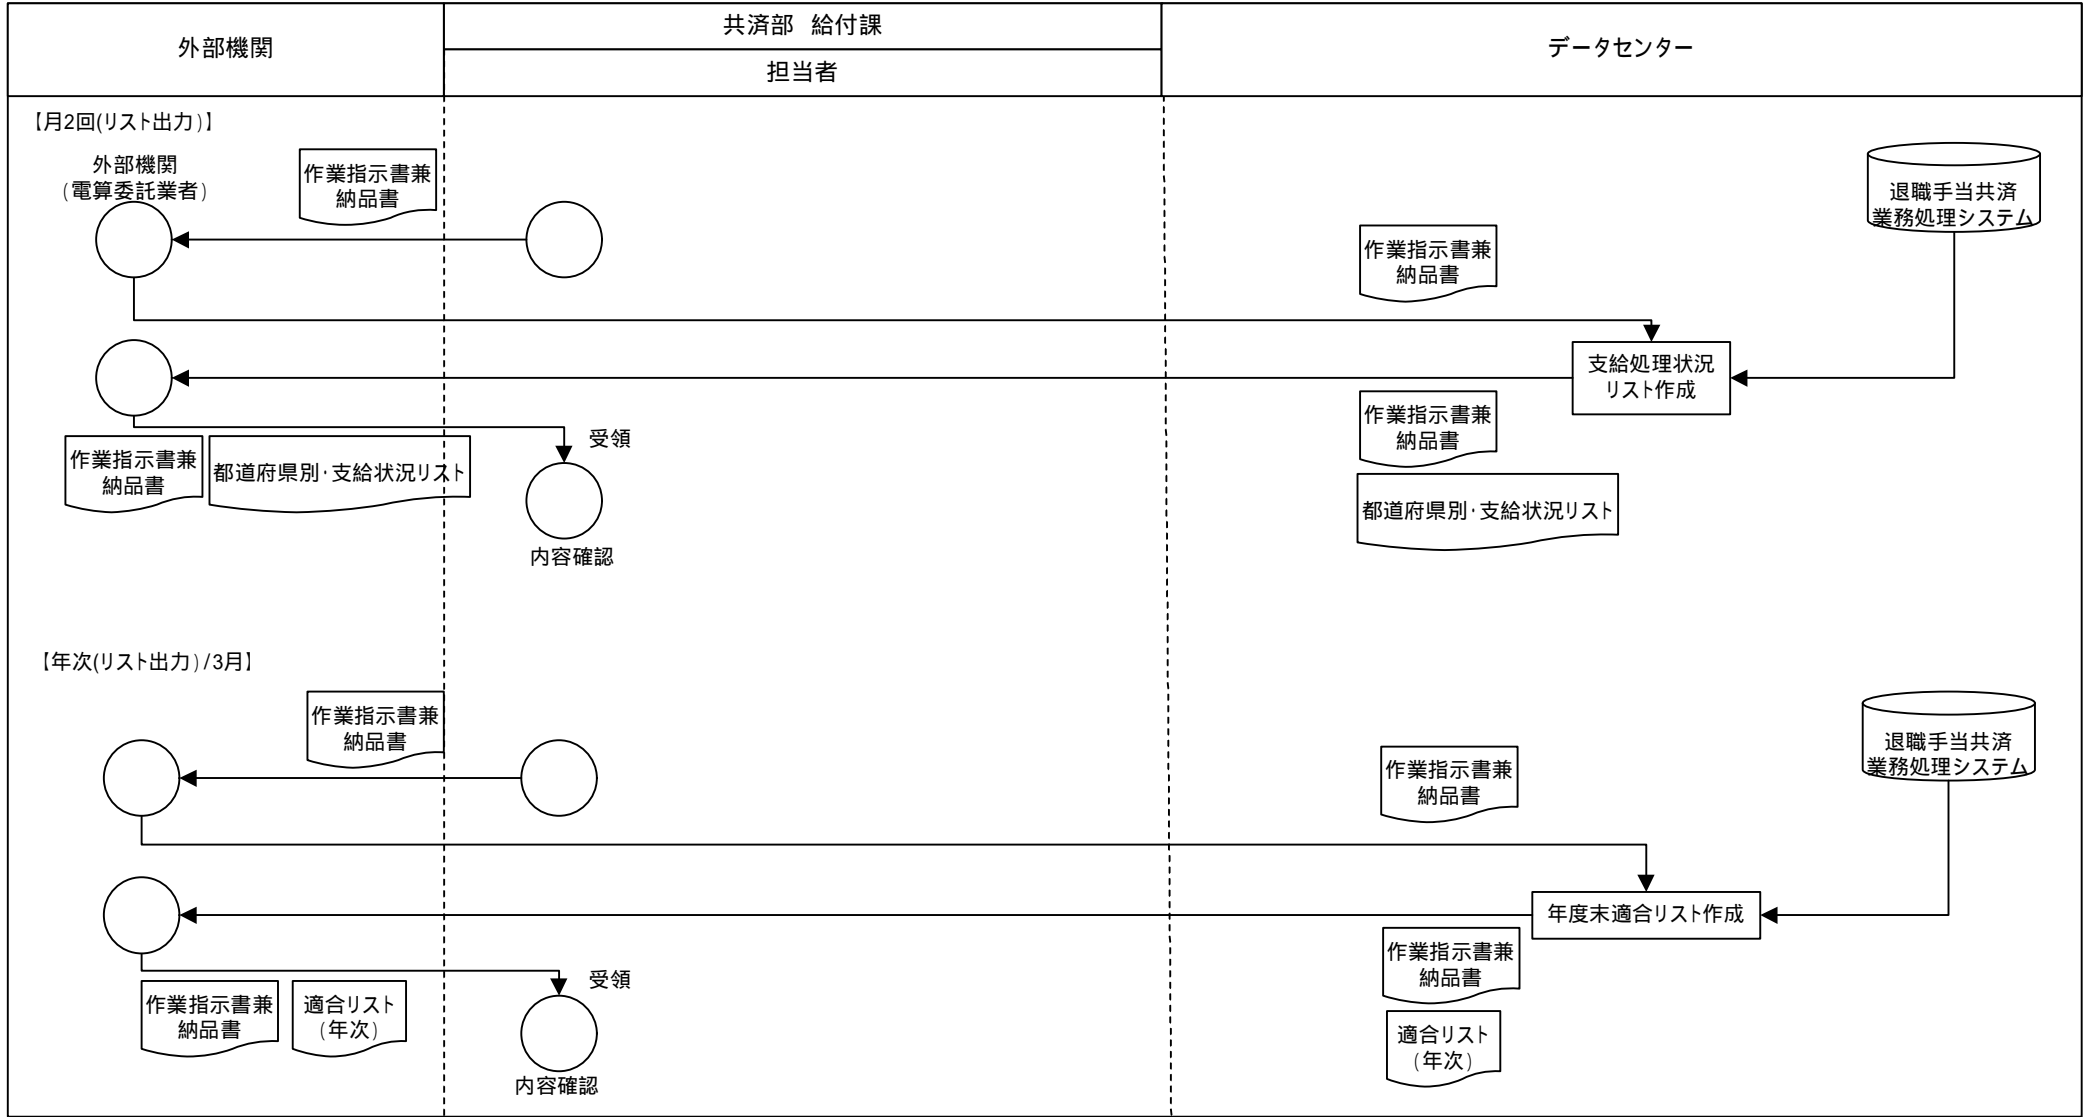 外部機関
共済部 給付課
担当者
データセンター
【月2回(リスト出力)】
外部機関
(電算委託業者)
作業指示書兼
納品書
退職手当共済
業務処理システム
作業指示書兼
納品書
支給処理状況
リスト作成
作業指示書兼
納品書
都道府県別・支給状況リスト
受領
作業指示書兼
納品書
都道府県別・支給状況リスト
内容確認
【年次(リスト出力)/3月】
作業指示書兼
納品書
退職手当共済
業務処理システム
作業指示書兼
納品書
年度末適合リスト作成
作業指示書兼
納品書
適合リスト
(年次)
受領
作業指示書兼
納品書
適合リスト
(年次)
内容確認